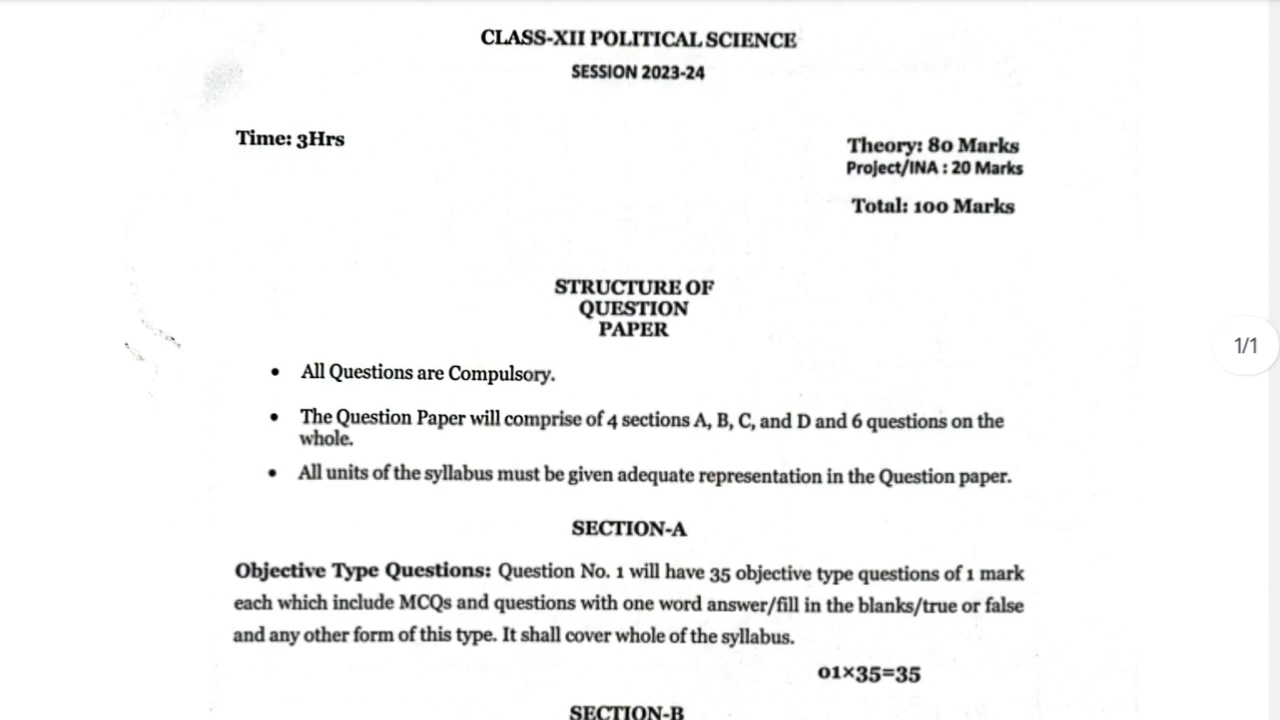 CLASS-XII POLITICAL SCIENCE
SESSION 2023-24
Time: 3Hrs
Theory: 80 Marks
Project/INA : 20 Marks
Total: 100 Marks
STRUCTURE OF
QUESTION
PAPER
• All Questions are Compulsory.
• The Question Paper will comprise of 4 sections A, B, C, and D and 6 questions on the
whole.
• All units of the syllabus must be given adequate representation in the Question paper.
SECTION-A
Objective Type Questions: Question No. 1 will have 35 objective type questions of 1 mark
each which include MCQs and questions with one word answer/fill in the blanks/true or false
and any other form of this type. It shall cover whole of the syllabus.
01×35=35
SECTION-B
1/1